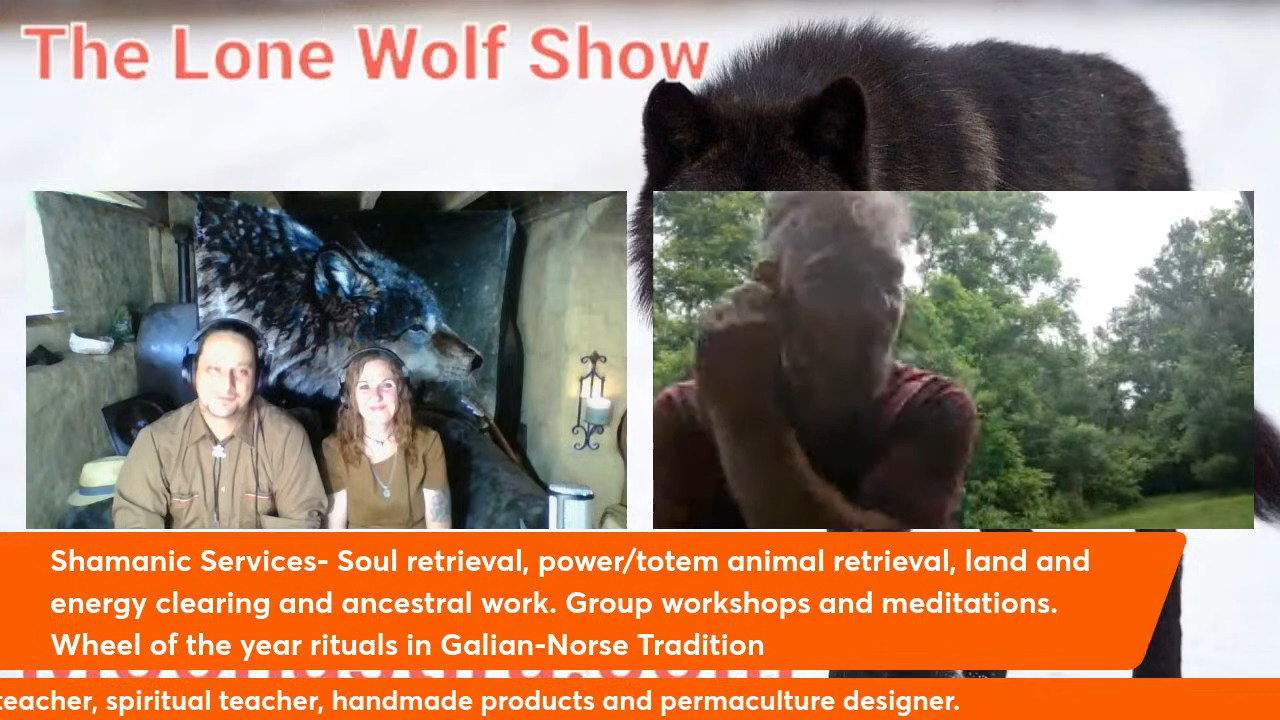 The Lone Wolf Show
Shamanic Services- Soul retrieval, power/totem animal retrieval, land and
energy clearing and ancestral work. Group workshops and meditations.
Wheel of the year rituals in Galian-Norse Tradition
teacher, spiritual teacher, handmade products and permaculture designer.